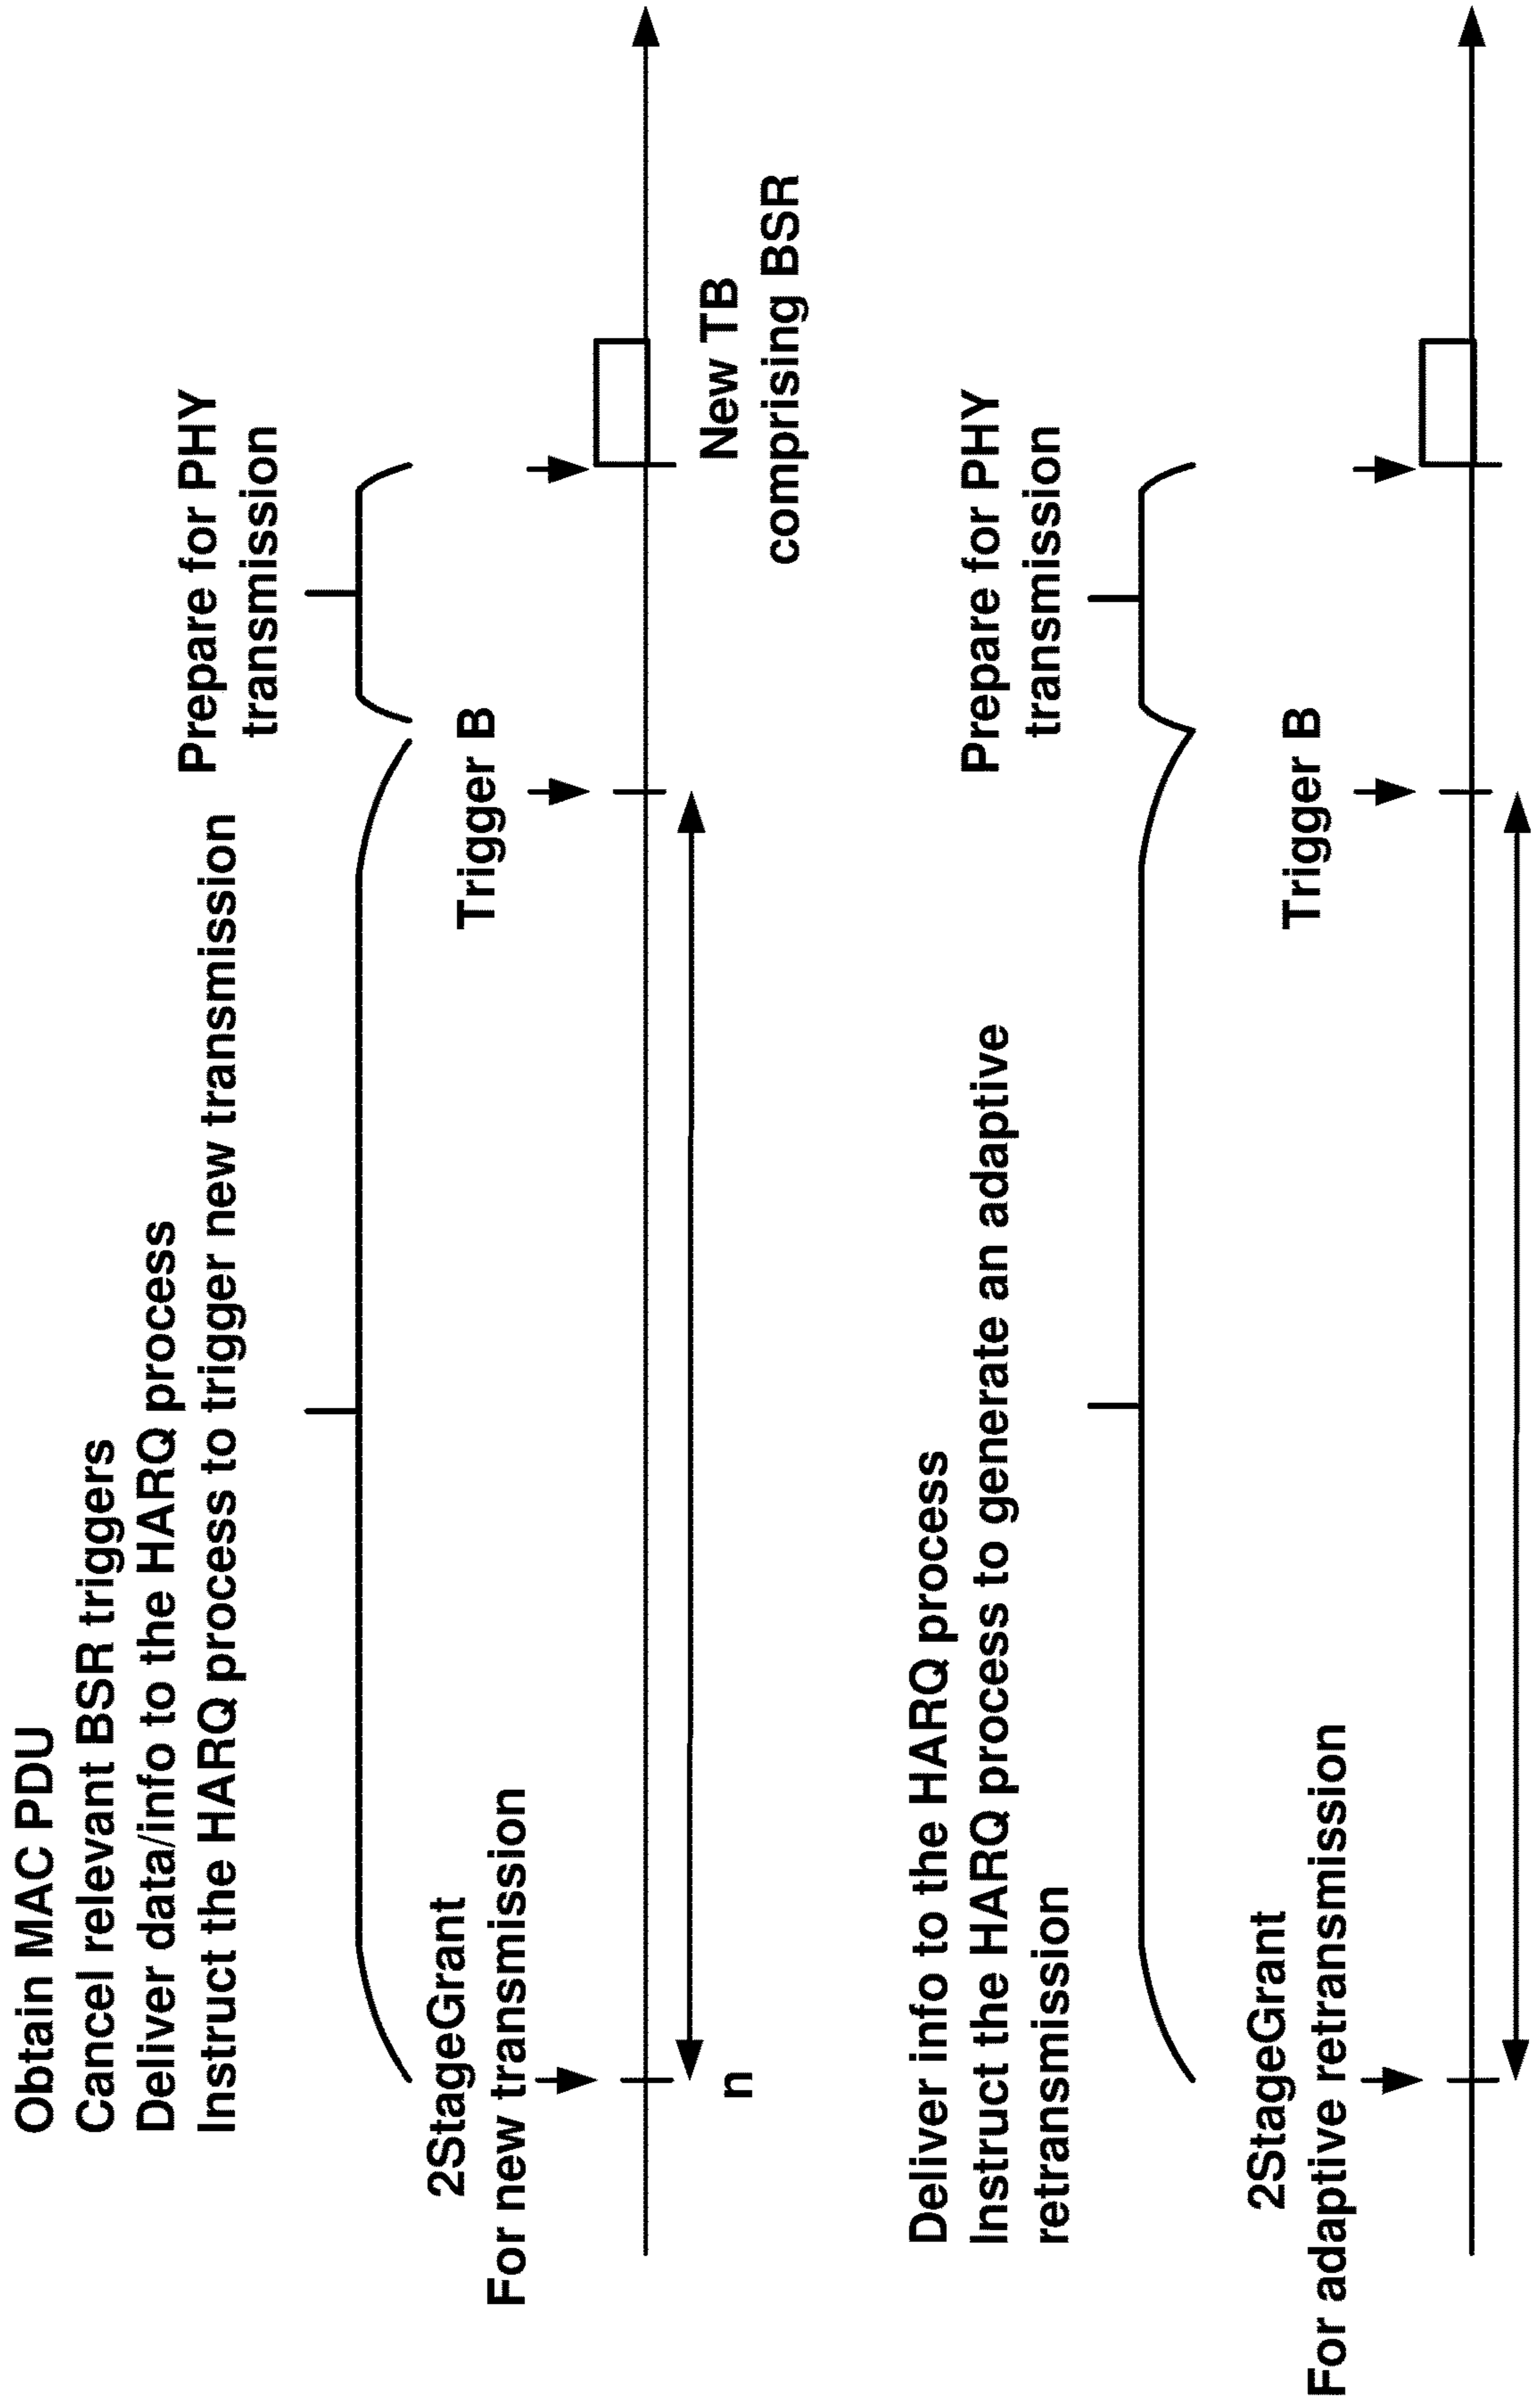 Obtain MAC PDU
Cancel relevant BSR triggers
Deliver data/info to the HARQ process
Instruct the HARQ process to trigger new transmission
Prepare for PHY
transmission
2StageGrant
For new transmission
Trigger B
n
New TB
comprising BSR
Deliver info to the HARQ process
Instruct the HARQ process to generate an adaptive
retransmission
Prepare for PHY
transmission
2StageGrant
For adaptive retransmission
Trigger B